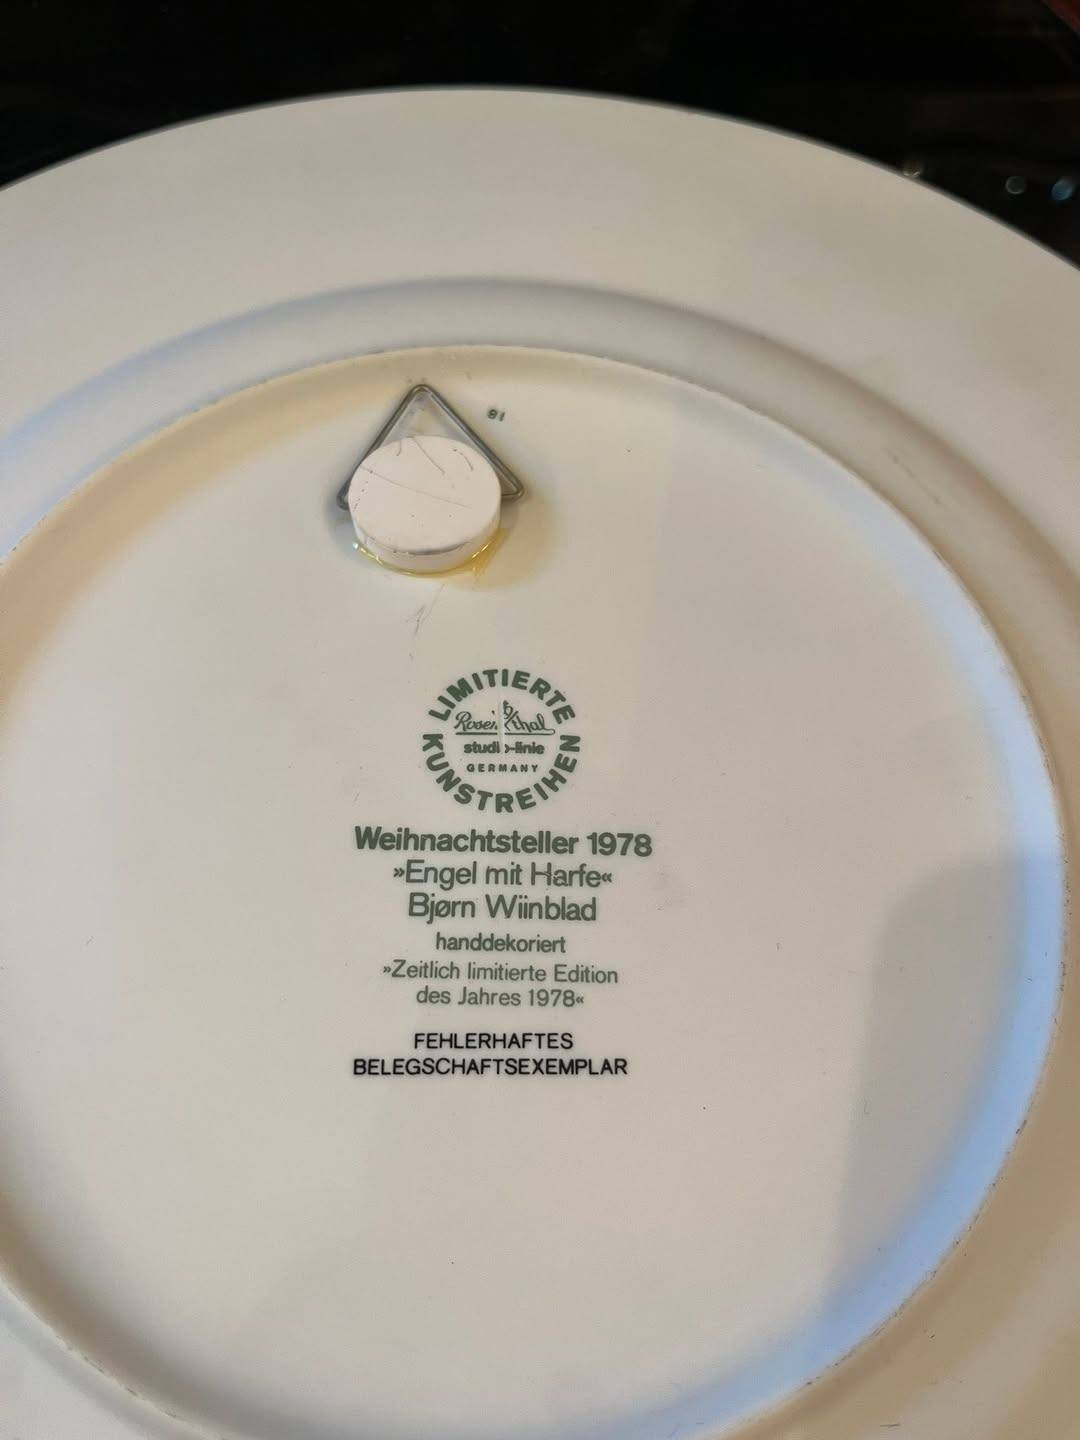 91
LIMITIERTE
Rosenthal
studio-linie
GERMANY
KUNSTREIHEN
Weihnachtsteller 1978
»Engel mit Harfe«
Bjørn Wiinblad
handdekoriert
»Zeitlich limitierte Edition
des Jahres 1978«
FEHLERHAFTES
BELEGSCHAFTSEXEMPLAR